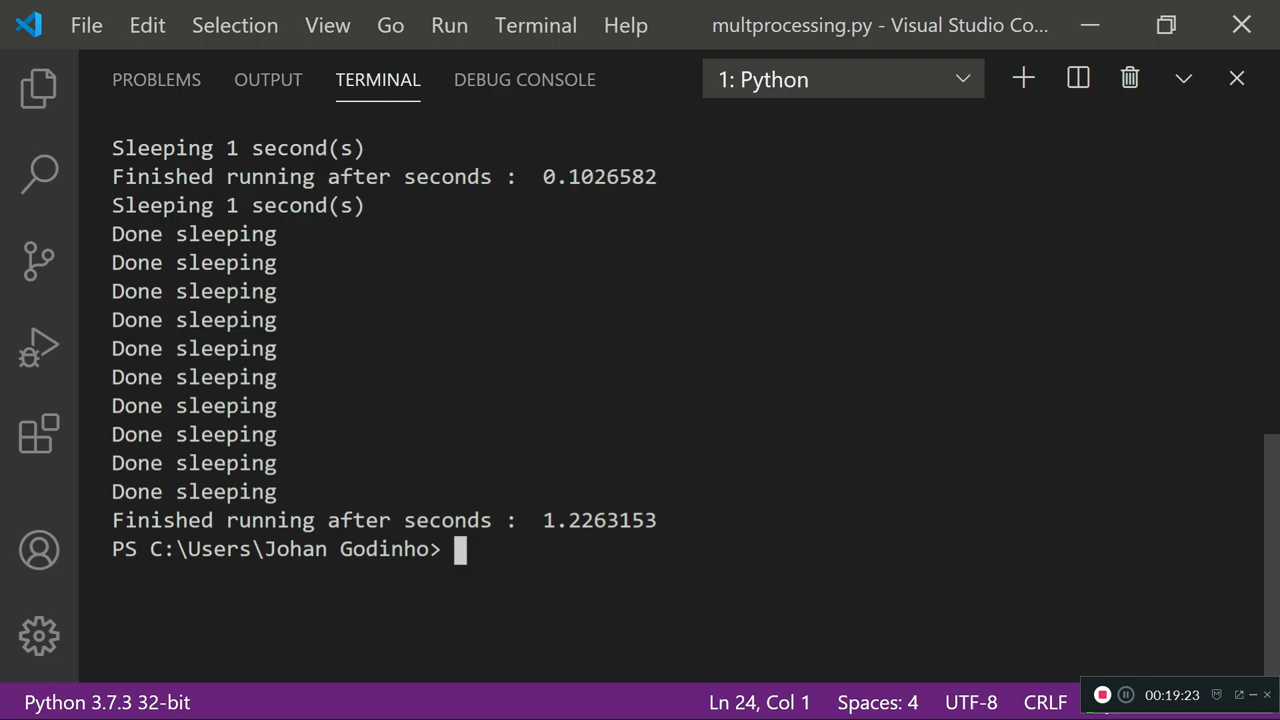 File Edit Selection View Go Run Terminal Help multprocessing.py - Visual Studio Co...
PROBLEMS OUTPUT TERMINAL DEBUG CONSOLE 1: Python
Sleeping 1 second(s)
Finished running after seconds :  0.1026582
Sleeping 1 second(s)
Done sleeping
Done sleeping
Done sleeping
Done sleeping
Done sleeping
Done sleeping
Done sleeping
Done sleeping
Done sleeping
Done sleeping
Finished running after seconds :  1.2263153
PS C:\Users\Johan Godinho>
Python 3.7.3 32-bit Ln 24, Col 1 Spaces: 4 UTF-8 CRLF 00:19:23